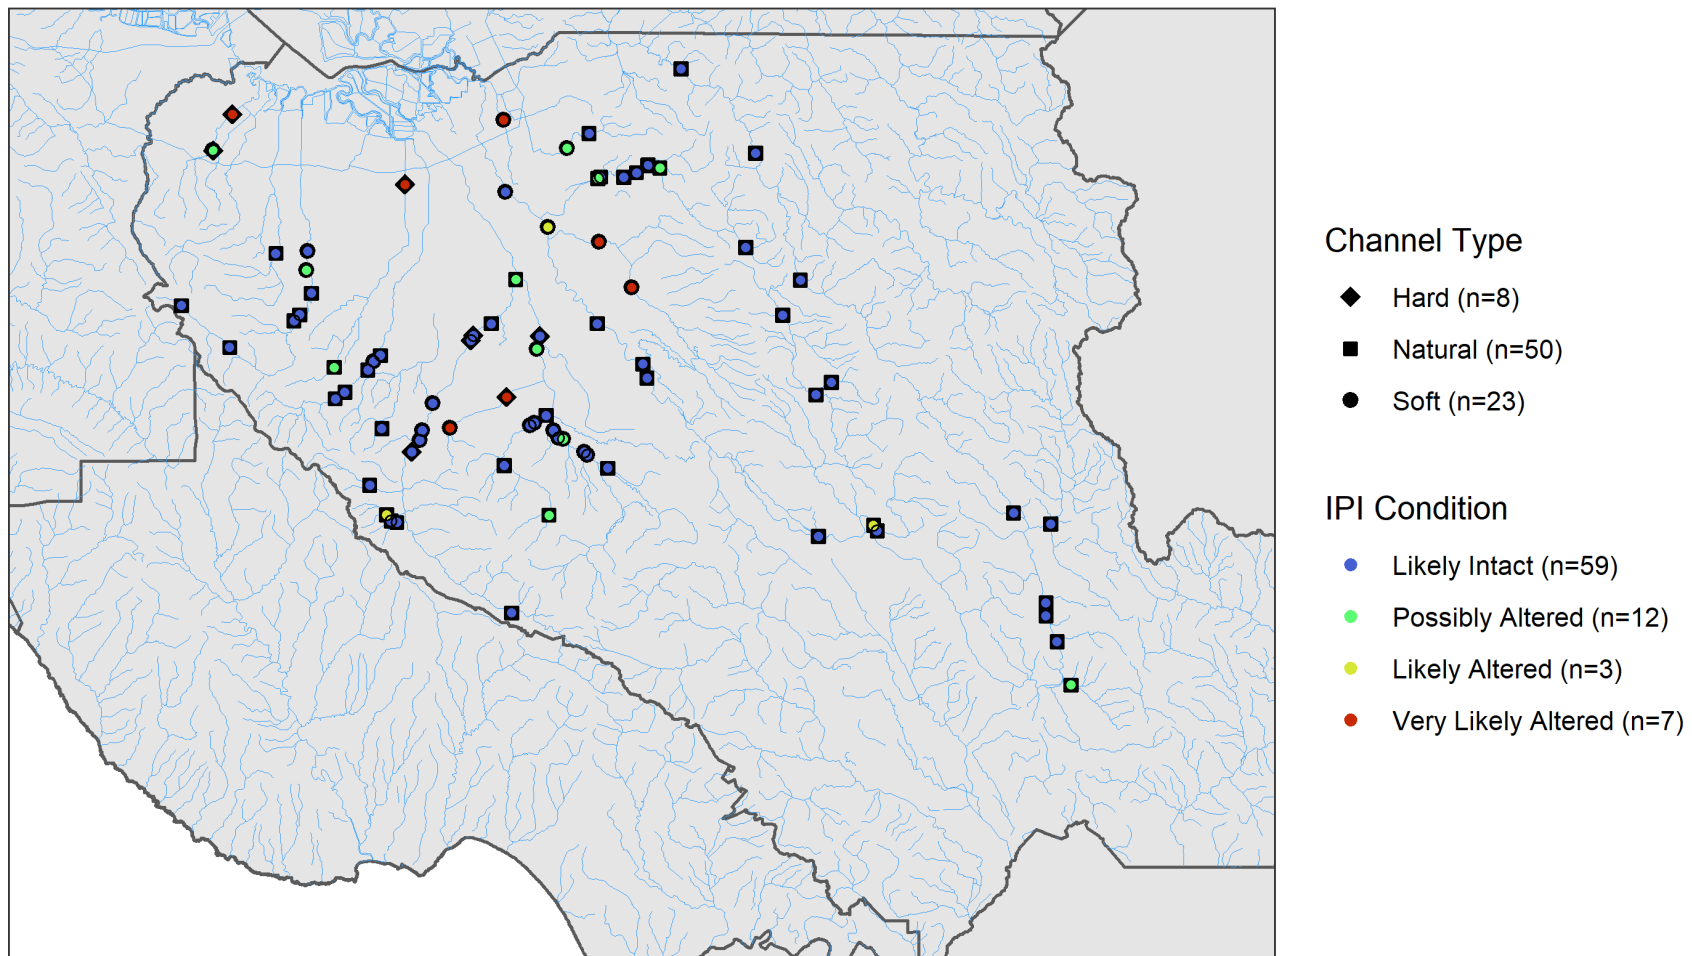 Channel Type
Hard (n=8)
Natural (n=50)
Soft (n=23)
IPI Condition
Likely Intact (n=59)
Possibly Altered (n=12)
Likely Altered (n=3)
Very Likely Altered (n=7)